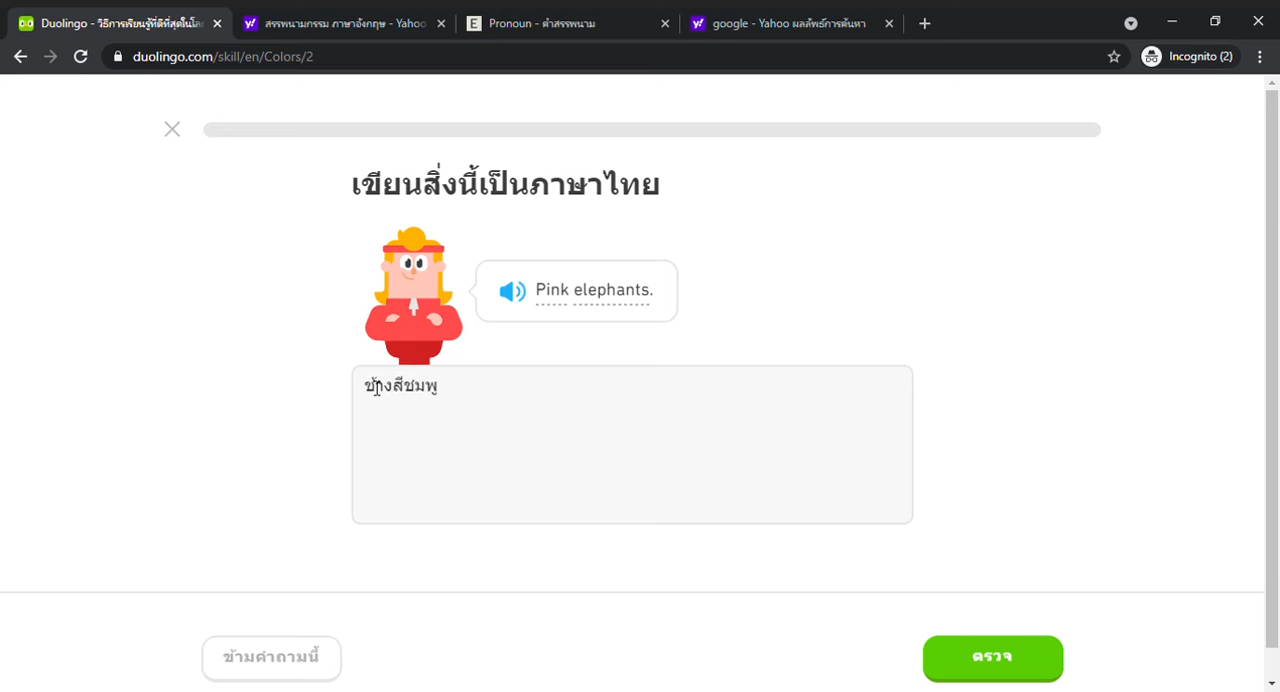 Duolingo - วิธีการเรียนรู้ที่ดีที่สุดในโล
สรรพนามกรรม ภาษาอังกฤษ - Yahoo
Pronoun - คำสรรพนาม
google - Yahoo ผลลัพธ์การค้นหา
duolingo.com/skill/en/Colors/2
Incognito (2)
เขียนสิ่งนี้เป็นภาษาไทย
Pink elephants.
ช้างสีชมพู
ข้ามคำถามนี้
ตรวจ